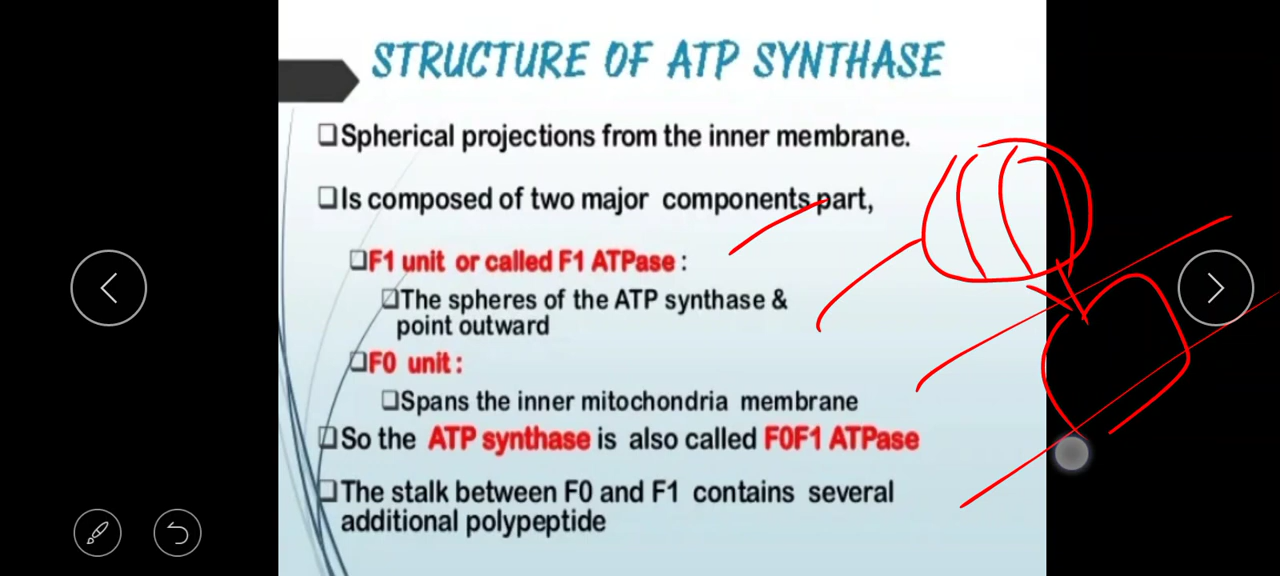 STRUCTURE OF ATP SYNTHASE
Spherical projections from the inner membrane.
Is composed of two major components part,
F1 unit or called F1 ATPase :
The spheres of the ATP synthase &
point outward
F0 unit :
Spans the inner mitochondria membrane
So the ATP synthase is also called F0F1 ATPase
The stalk between F0 and F1 contains several
additional polypeptide